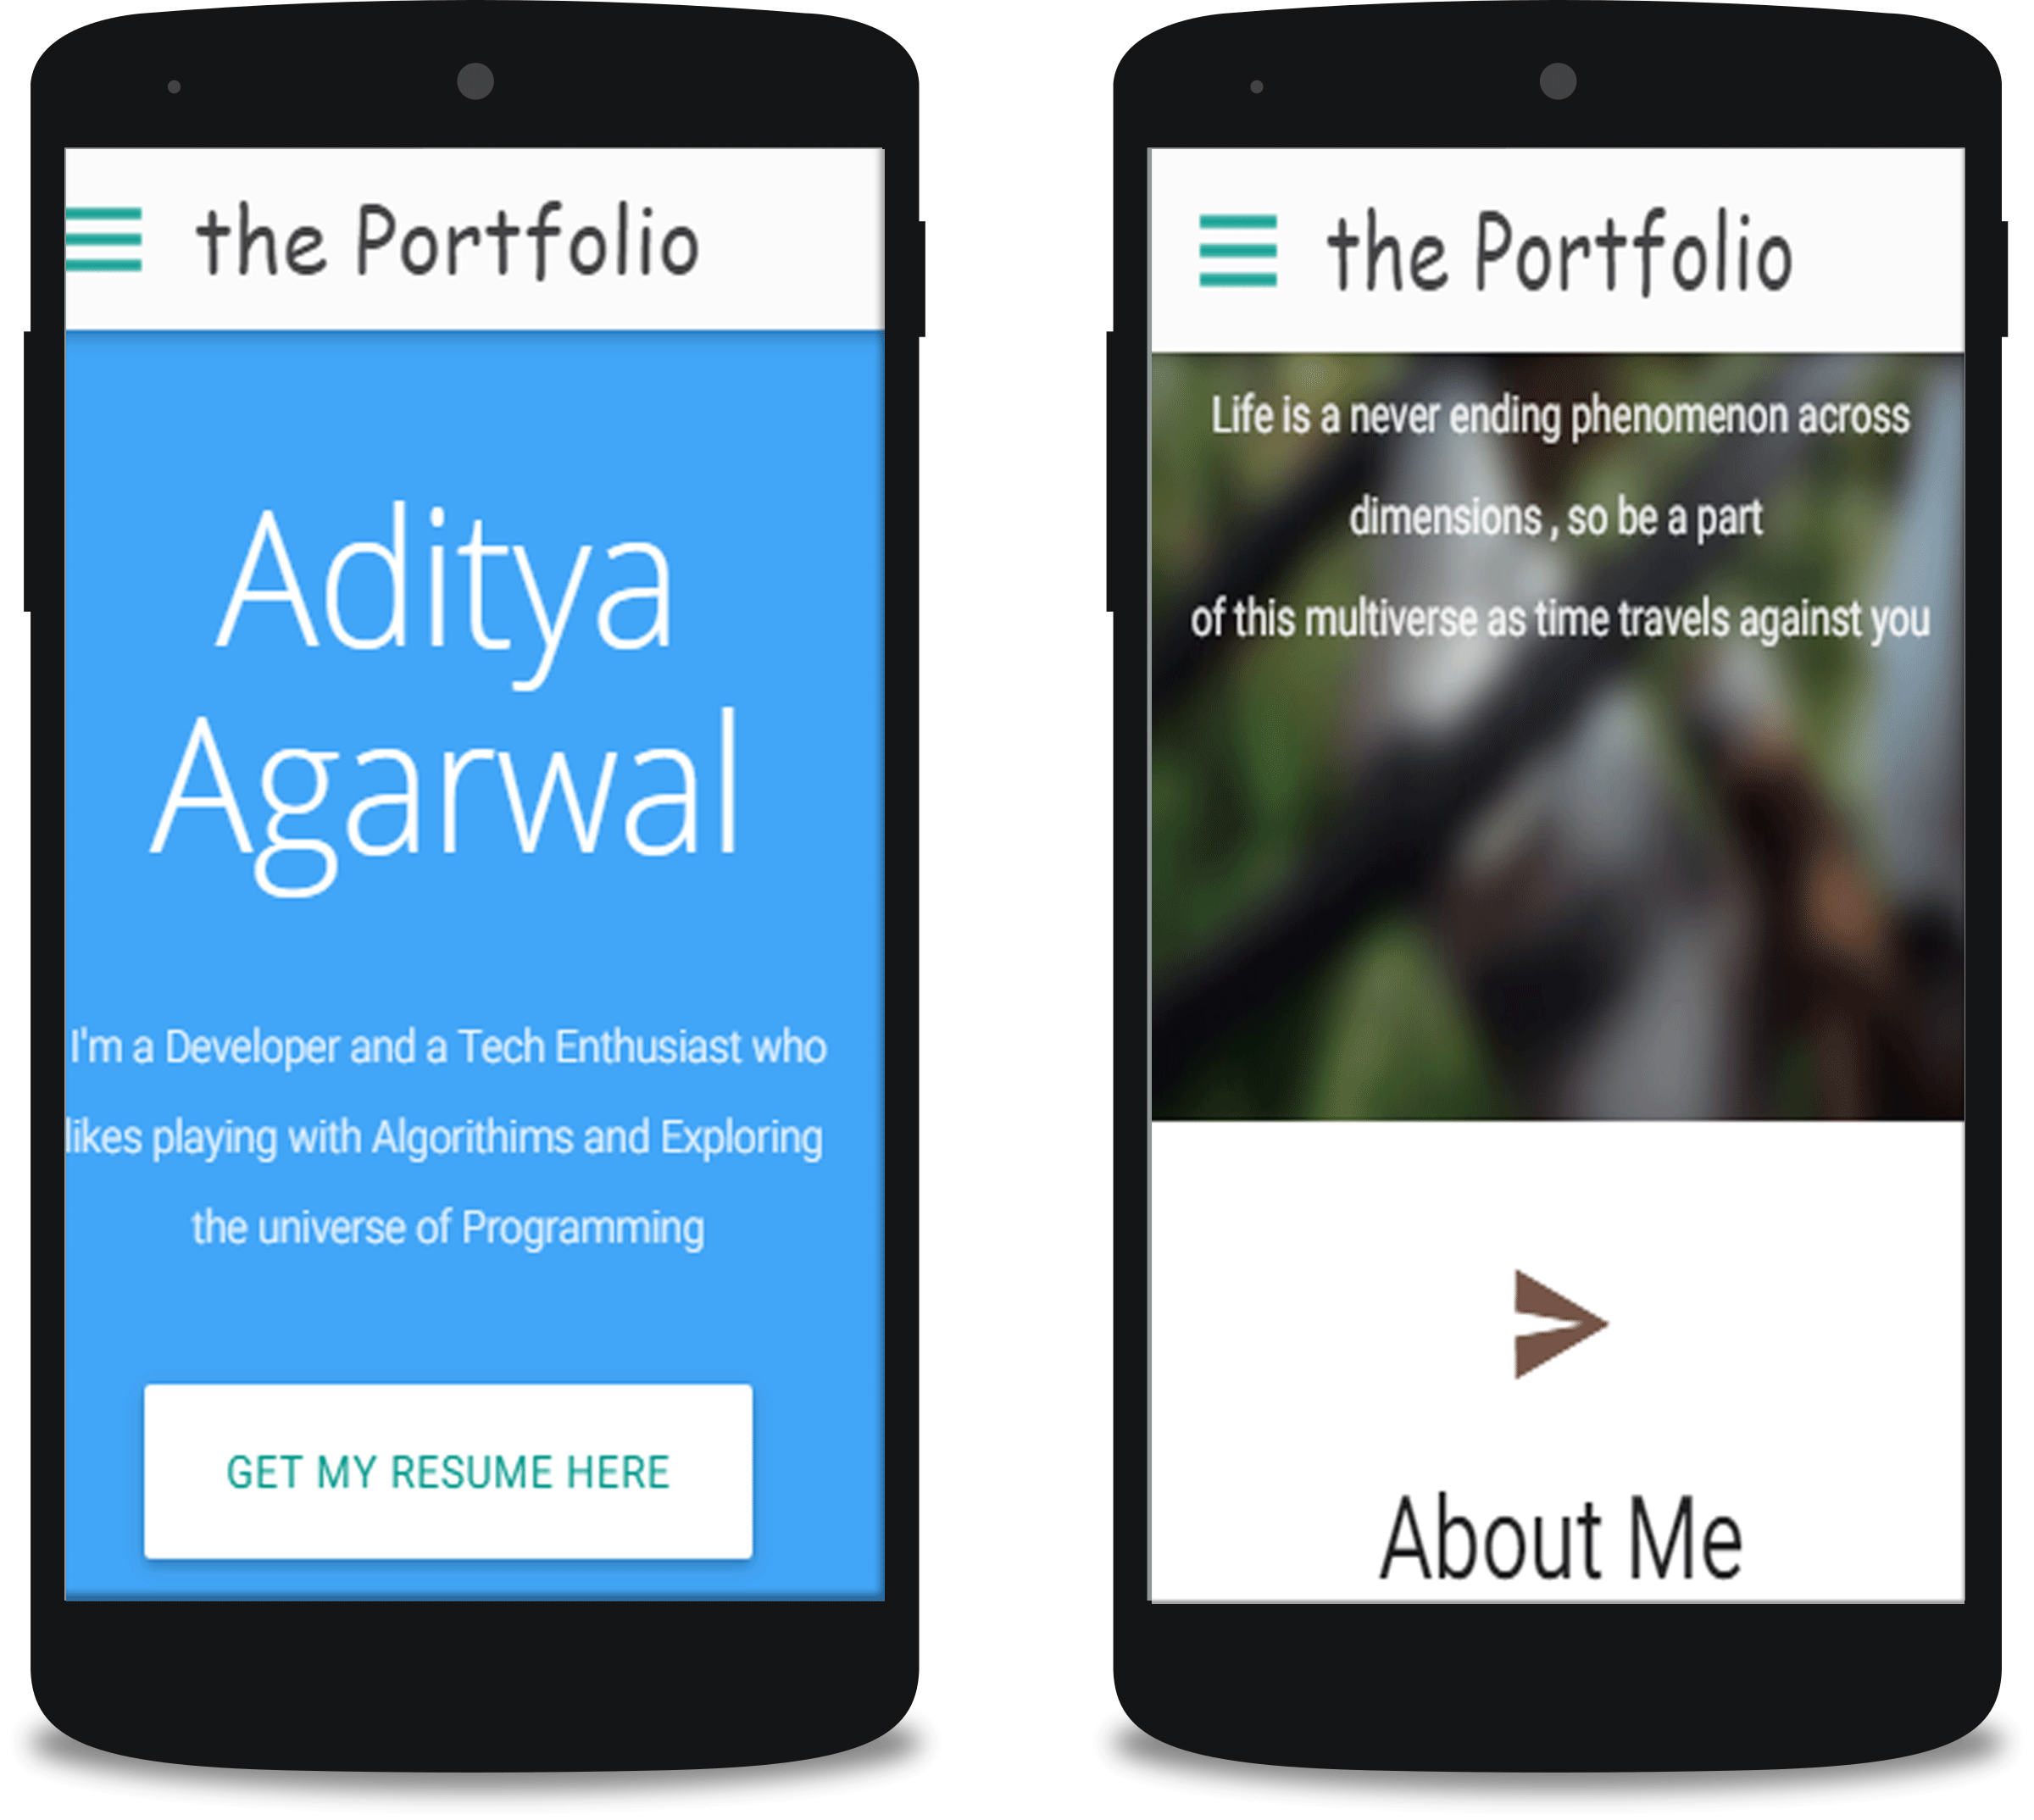 the Portfolio
Aditya
Agarwal
I'm a Developer and a Tech Enthusiast who
likes playing with Algorithims and Exploring
the universe of Programming
GET MY RESUME HERE
the Portfolio
Life is a never ending phenomenon across
dimensions , so be a part
of this multiverse as time travels against you
About Me